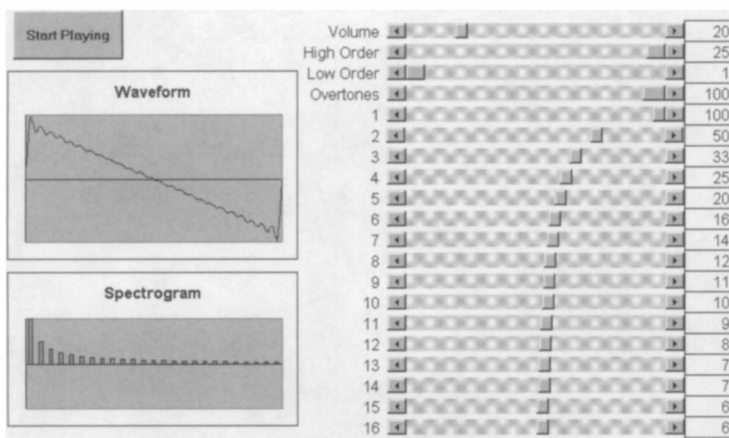 Start Playing
Waveform
Spectrogram
Volume 20
High Order 25
Low Order 1
Overtones 100
1 100
2 50
3 33
4 25
5 20
6 16
7 14
8 12
9 11
10 10
11 9
12 8
13 7
14 7
15 6
16 6